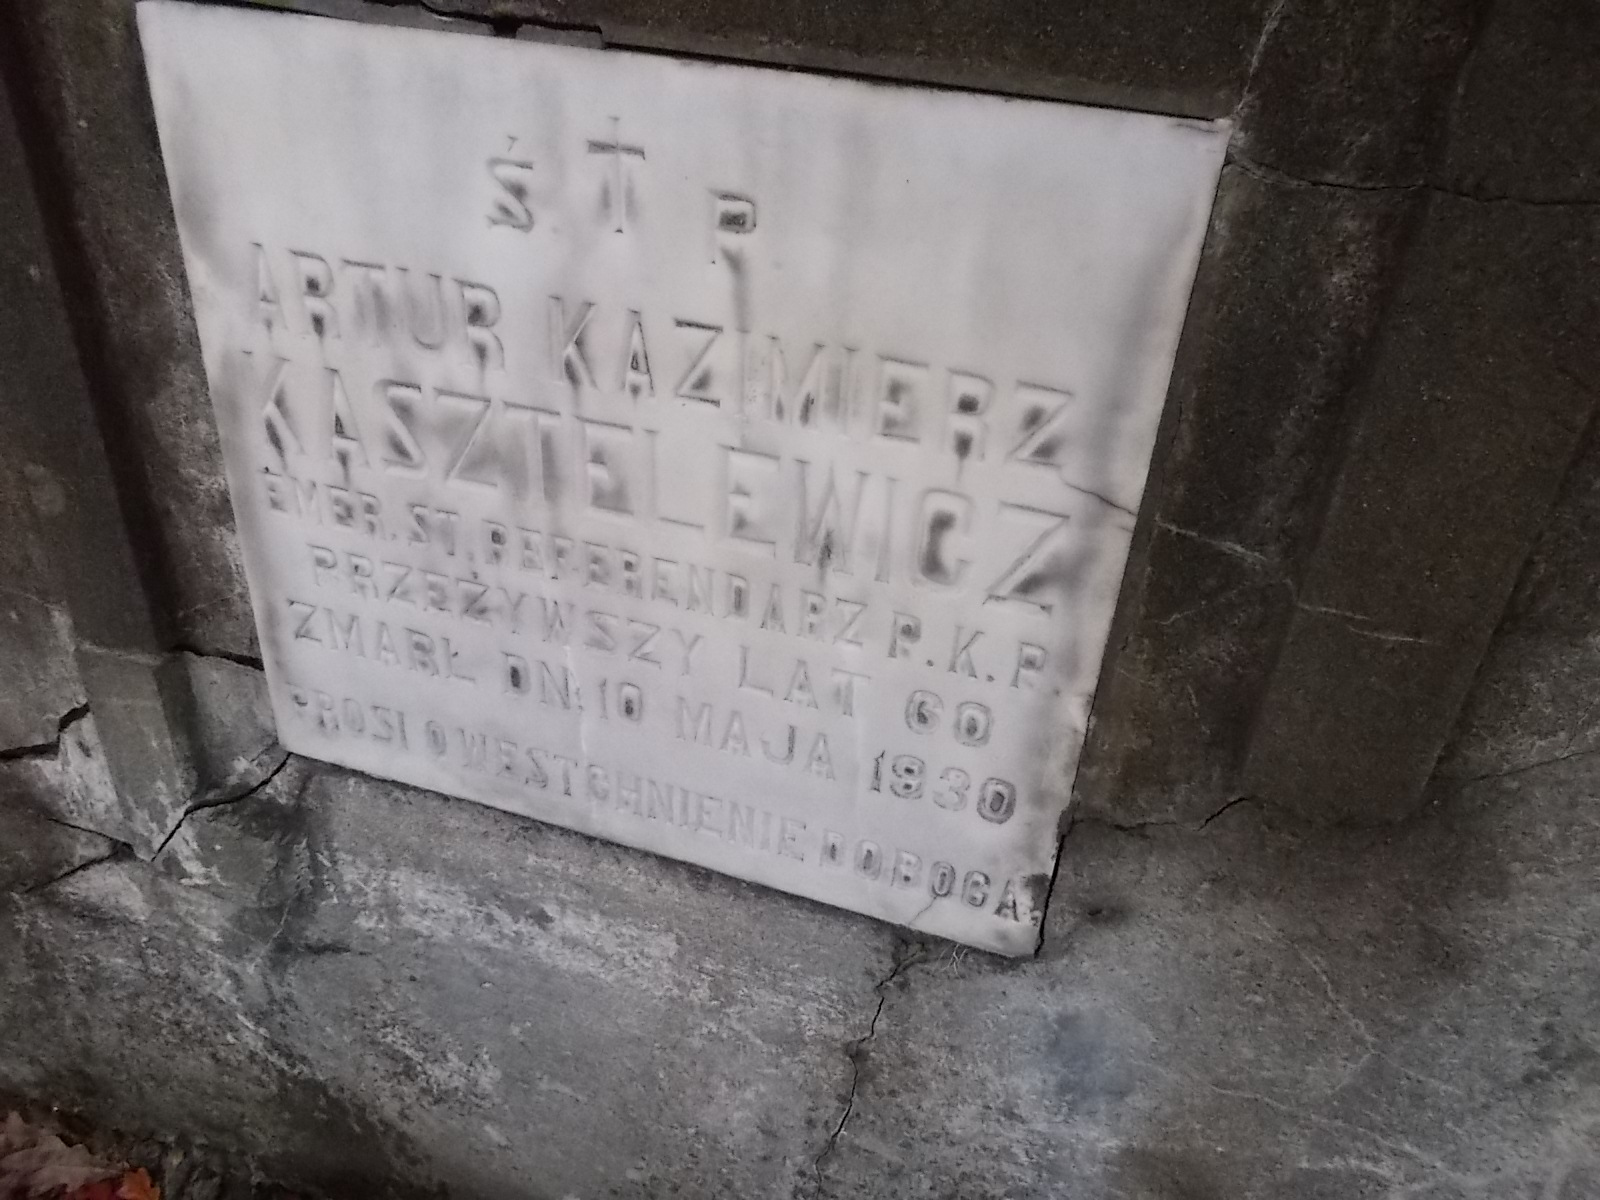 Ś † P
ARTUR KAZIMIERZ
KASZTELEWICZ
EMER. ST. REFERENDARZ P.K.P.
PRZEŻYWSZY LAT 60
ZMARŁ DN. 10 MAJA 1930
PROSI O WESTCHNIENIE DO BOGA.